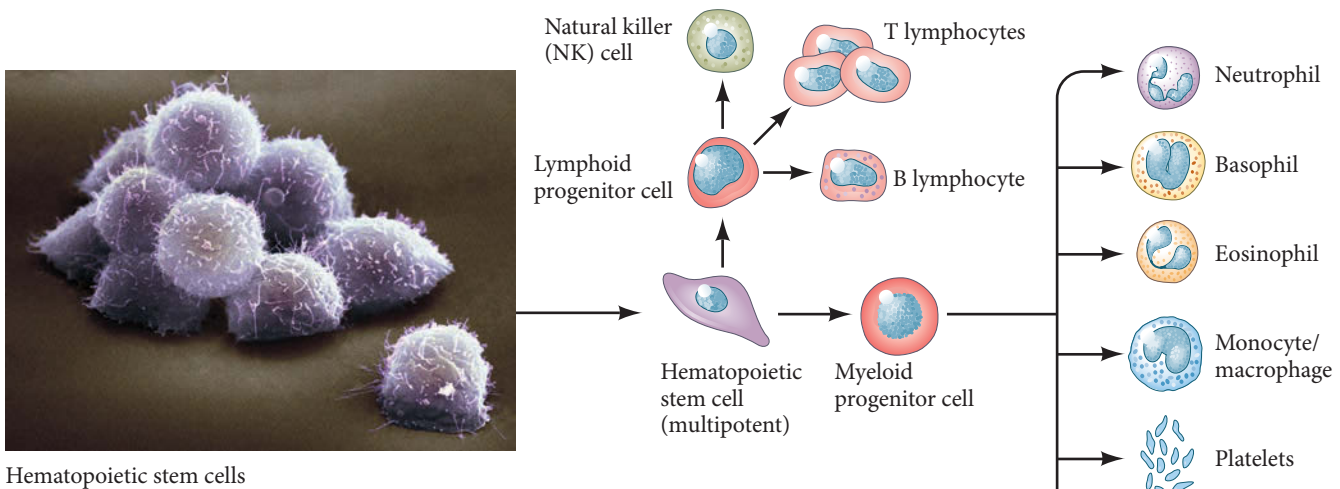 Natural killer
(NK) cell
T lymphocytes
Neutrophil
Lymphoid
progenitor cell
B lymphocyte
Basophil
Eosinophil
Hematopoietic
stem cell
(multipotent)
Myeloid
progenitor cell
Monocyte/
macrophage
Platelets
Hematopoietic stem cells